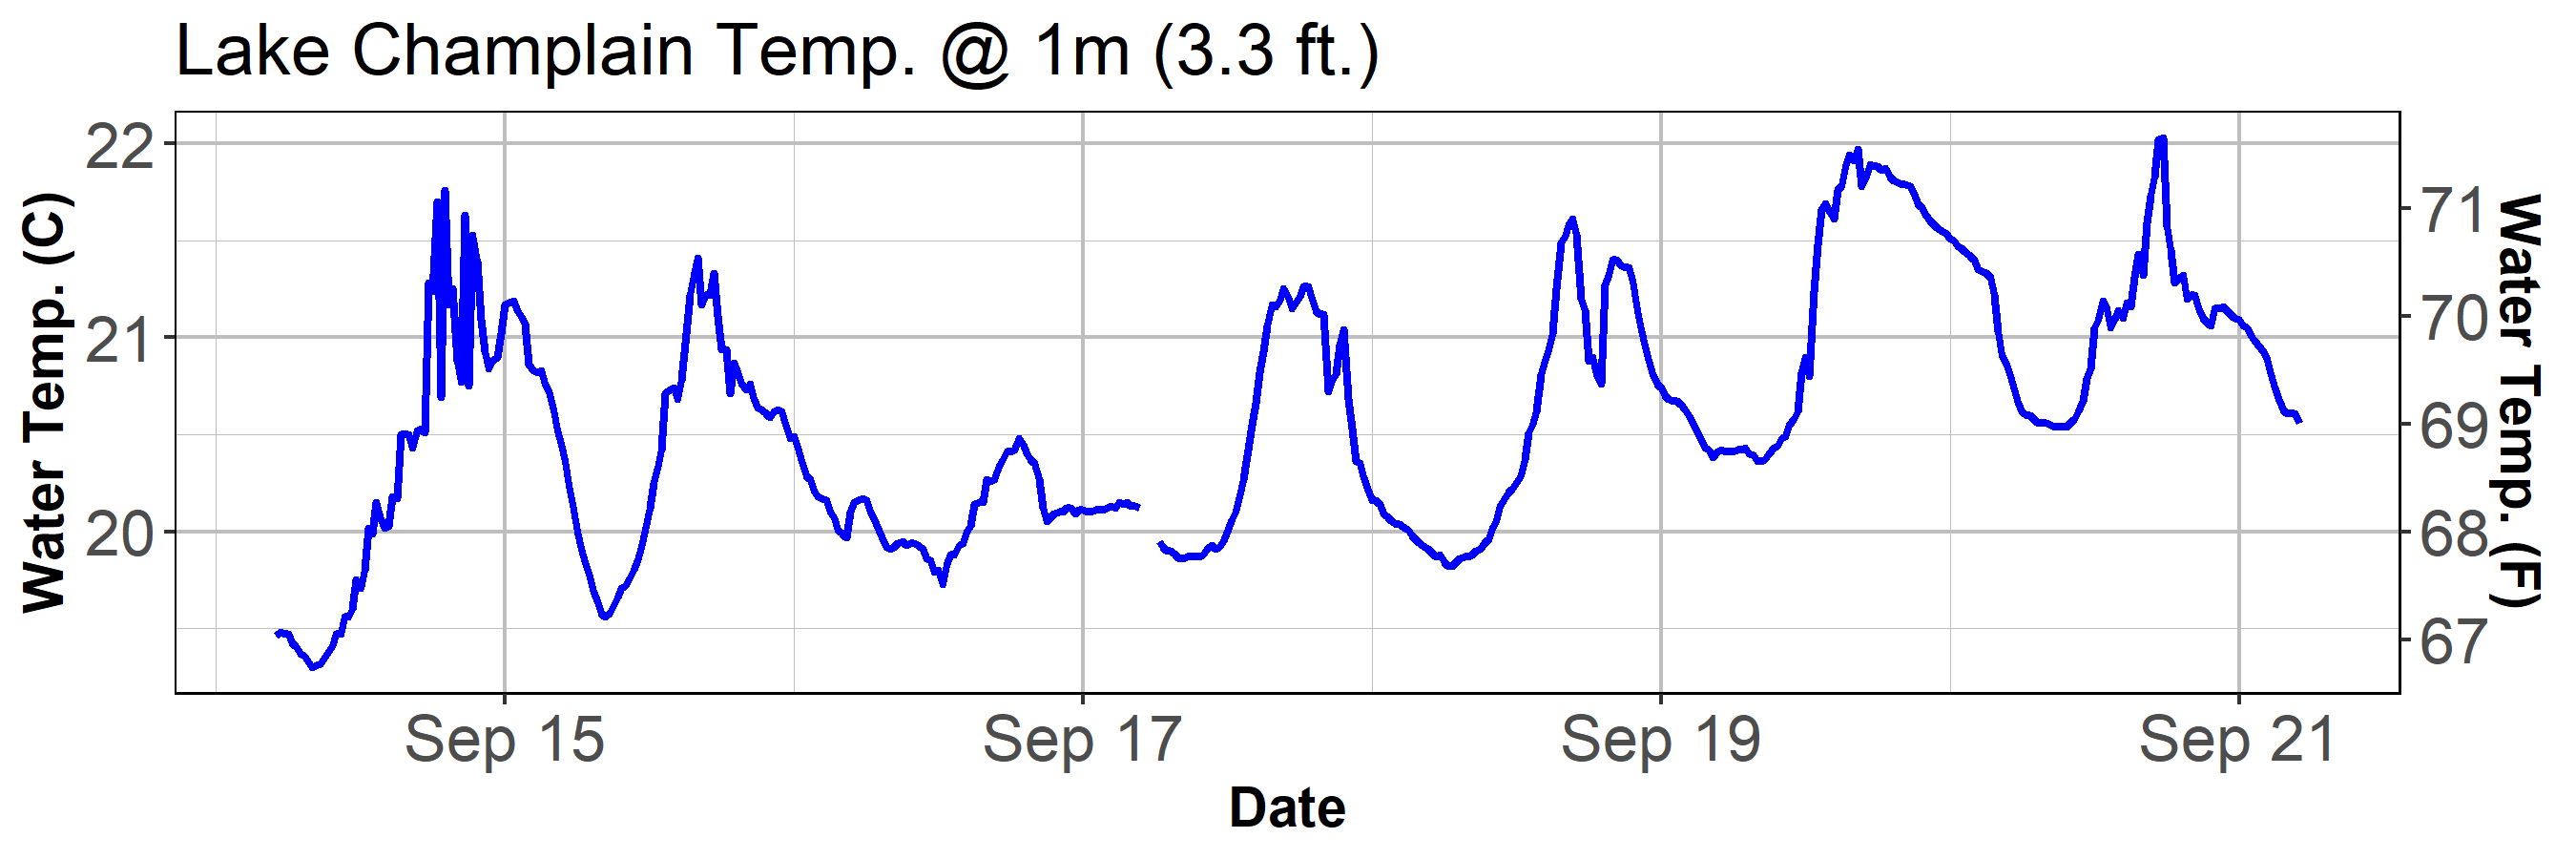 Lake Champlain Temp. @ 1m (3.3 ft.)
Water Temp. (C)
22
21
20
71
70
69
68
67
Water Temp. (F)
Sep 15
Sep 17
Sep 19
Sep 21
Date